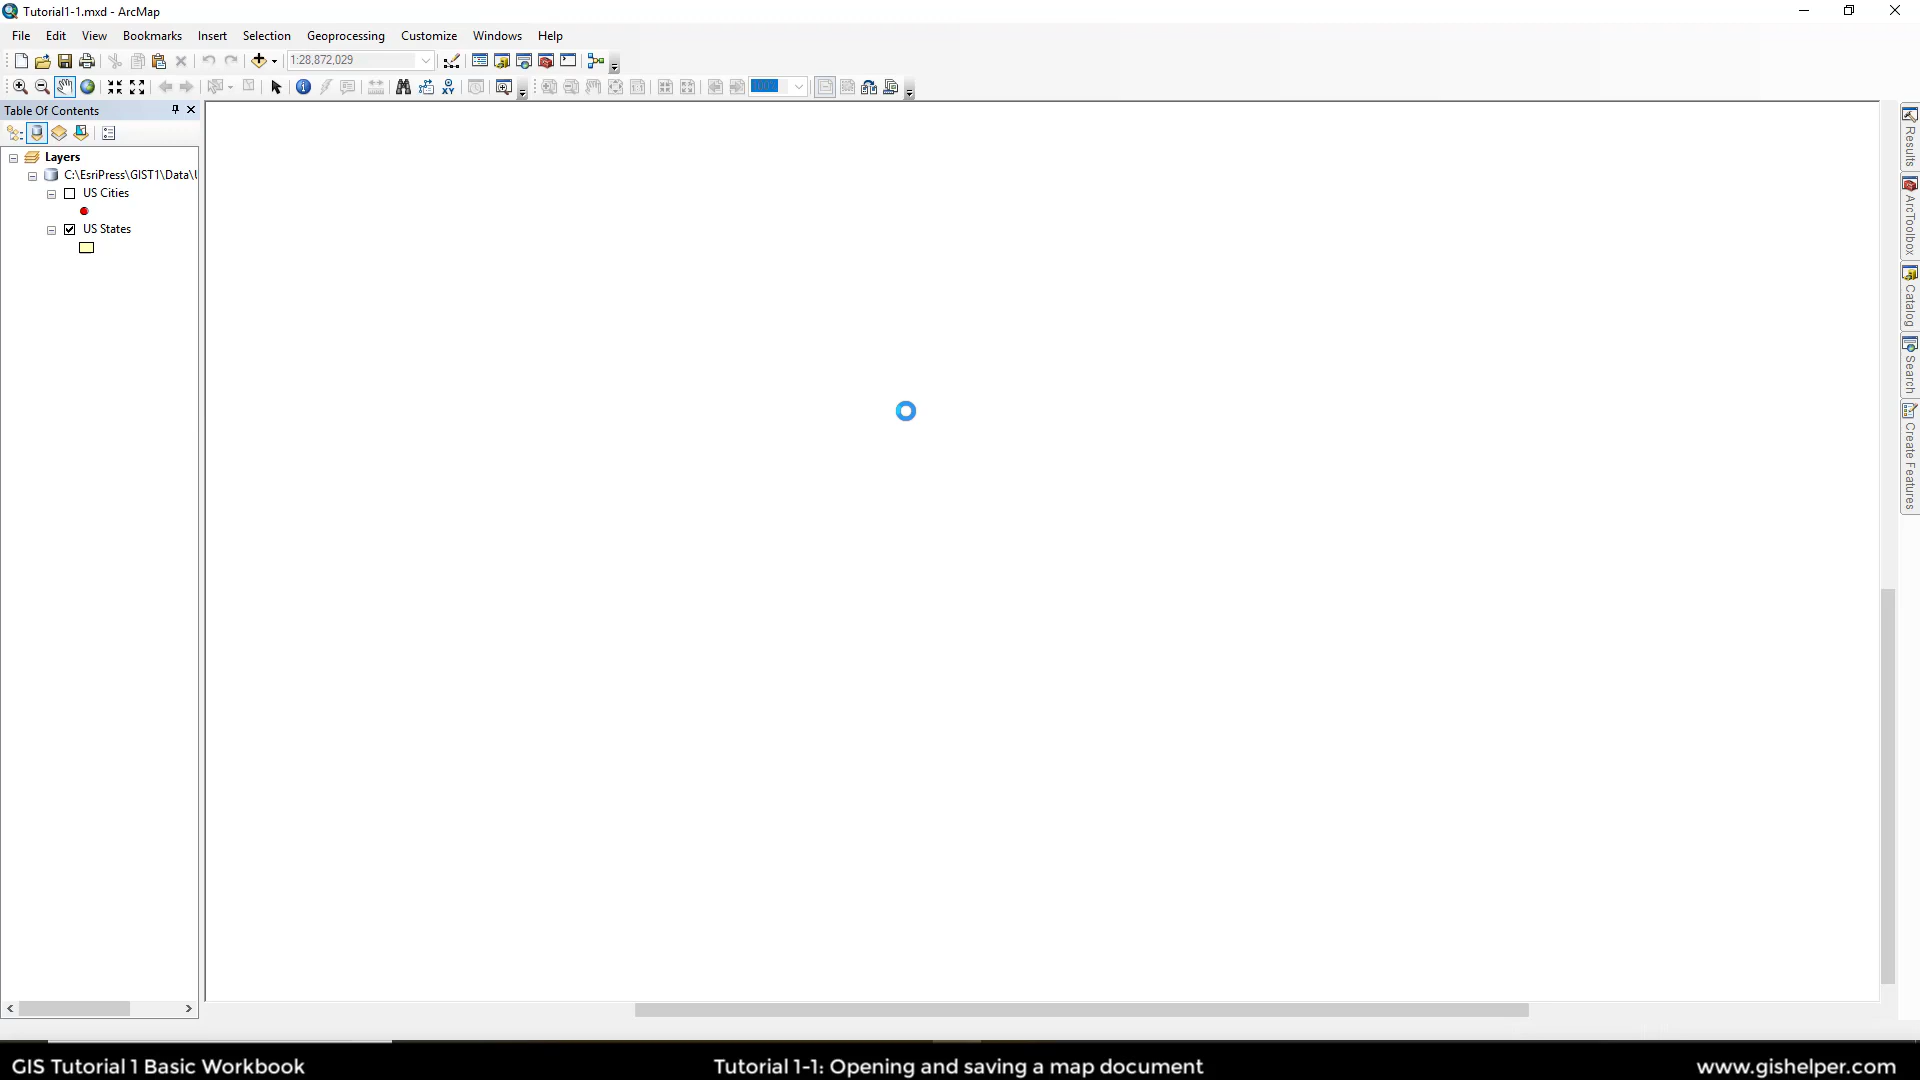 Tutorial1-1.mxd - ArcMap
File Edit View Bookmarks Insert Selection Geoprocessing Customize Windows Help
1:28,872,029
Table Of Contents
Layers
C:\EsriPress\GIST1\Data\
US Cities
US States
Results
ArcToolbox
Catalog
Search
Create Features
GIS Tutorial 1 Basic Workbook
Tutorial 1-1: Opening and saving a map document
www.gishelper.com